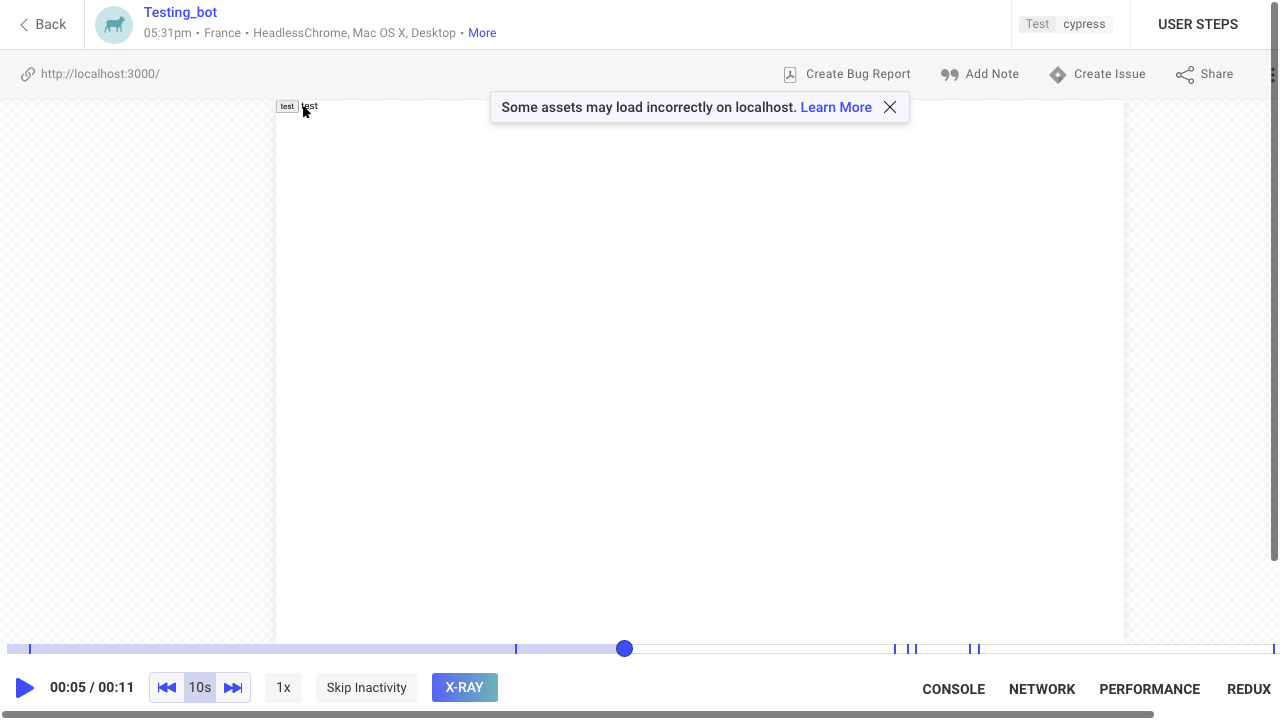 Back
Testing_bot
05:31pm • France • HeadlessChrome, Mac OS X, Desktop • More
Test cypress
USER STEPS
http://localhost:3000/
Create Bug Report
Add Note
Create Issue
Share
test test
Some assets may load incorrectly on localhost. Learn More
00:05 / 00:11
10s
1x
Skip Inactivity
X-RAY
CONSOLE
NETWORK
PERFORMANCE
REDUX